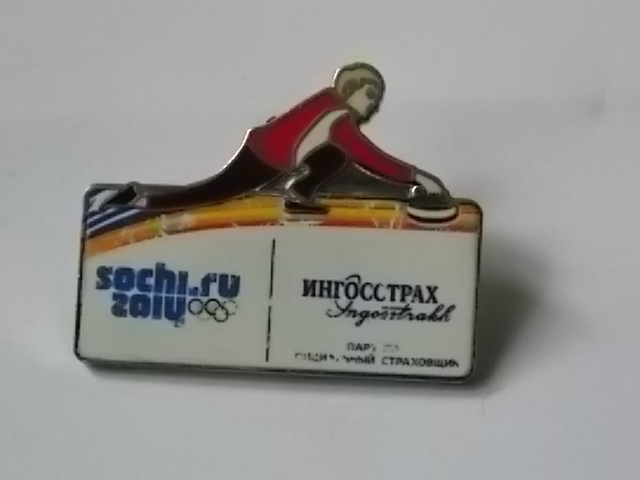 sochi.ru
2014
ИНГОССТРАХ
Ingosstrakh
СТРАХОВЩИК